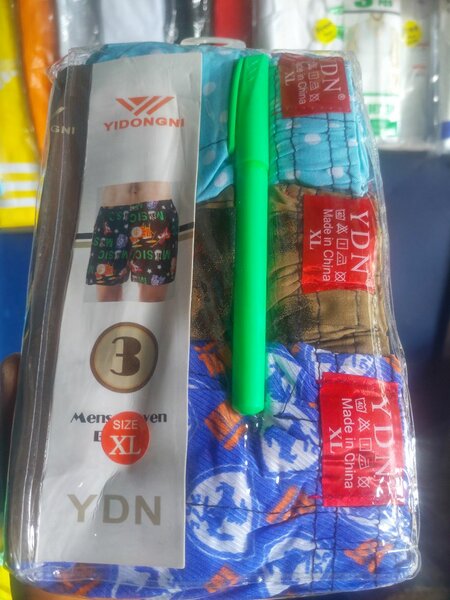 YIDONGNI
3
Mens
ven
SIZE
XL
YDN
YDN®
Made in China
XL
YDN
Made in China
XL
YDN
Made in China
XL